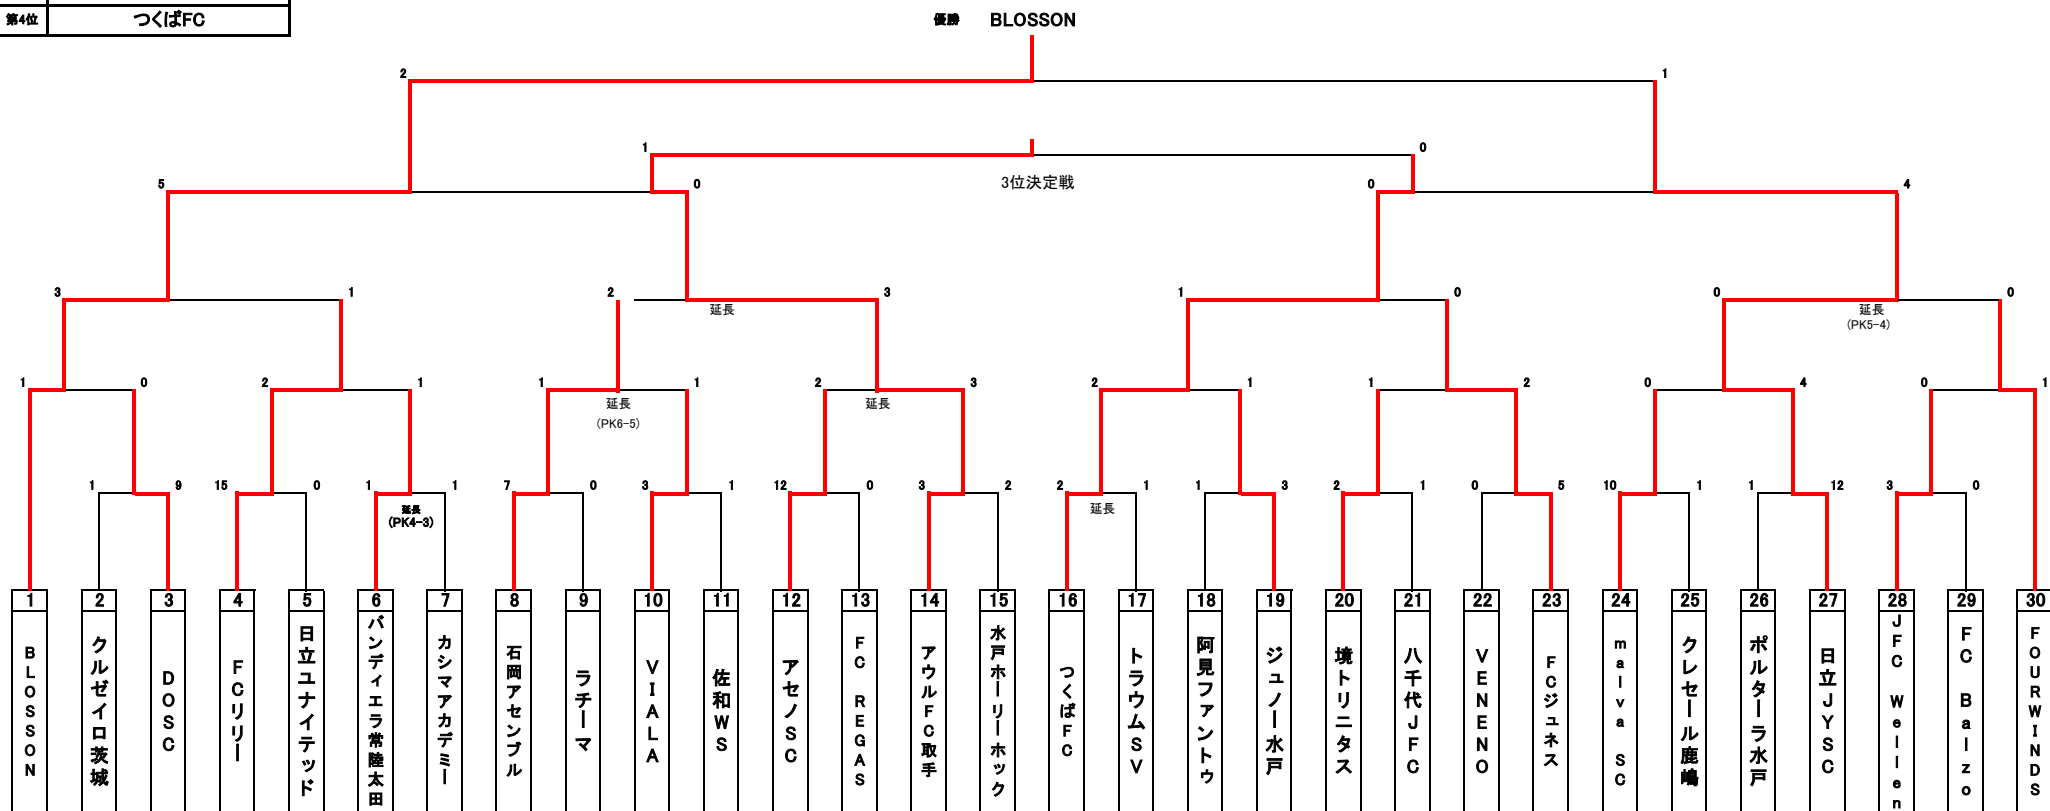 第4位 つくばFC
優勝 BLOSSON
2 1
1 0
3位決定戦
5 0 0 4
3 1 2 3 1 0 0 0
延長 延長
(PK5-4)
1 0 2 1 1 1 2 3 2 1 1 2 0 4 0 1
延長 延長
(PK6-5)
1 9 15 0 1 1 7 0 3 1 12 0 3 2 2 1 1 3 2 1 0 5 10 1 1 12 3 0
延長 延長
(PK4-3)
1 2 3 4 5 6 7 8 9 10 11 12 13 14 15 16 17 18 19 20 21 22 23 24 25 26 27 28 29 30
BLOSSON
クルゼイロ茨城
DOSC
FCリリー
日立ユナイテッド
バンディエラ常陸太田
カシマアカデミー
石岡アセンブル
ラチーマ
VIALA
佐和WS
アセノSC
FC REGAS
アウルFC取手
水戸ホーリーホック
つくばFC
トラウムSV
阿見ファントゥ
ジュノー水戸
境トリニタス
八千代JFC
VENENO
FCジュネス
malva SC
クレセール鹿嶋
ポルターラ水戸
日立JYSC
JFC Wellen
FC Balzo
FOURWINDS